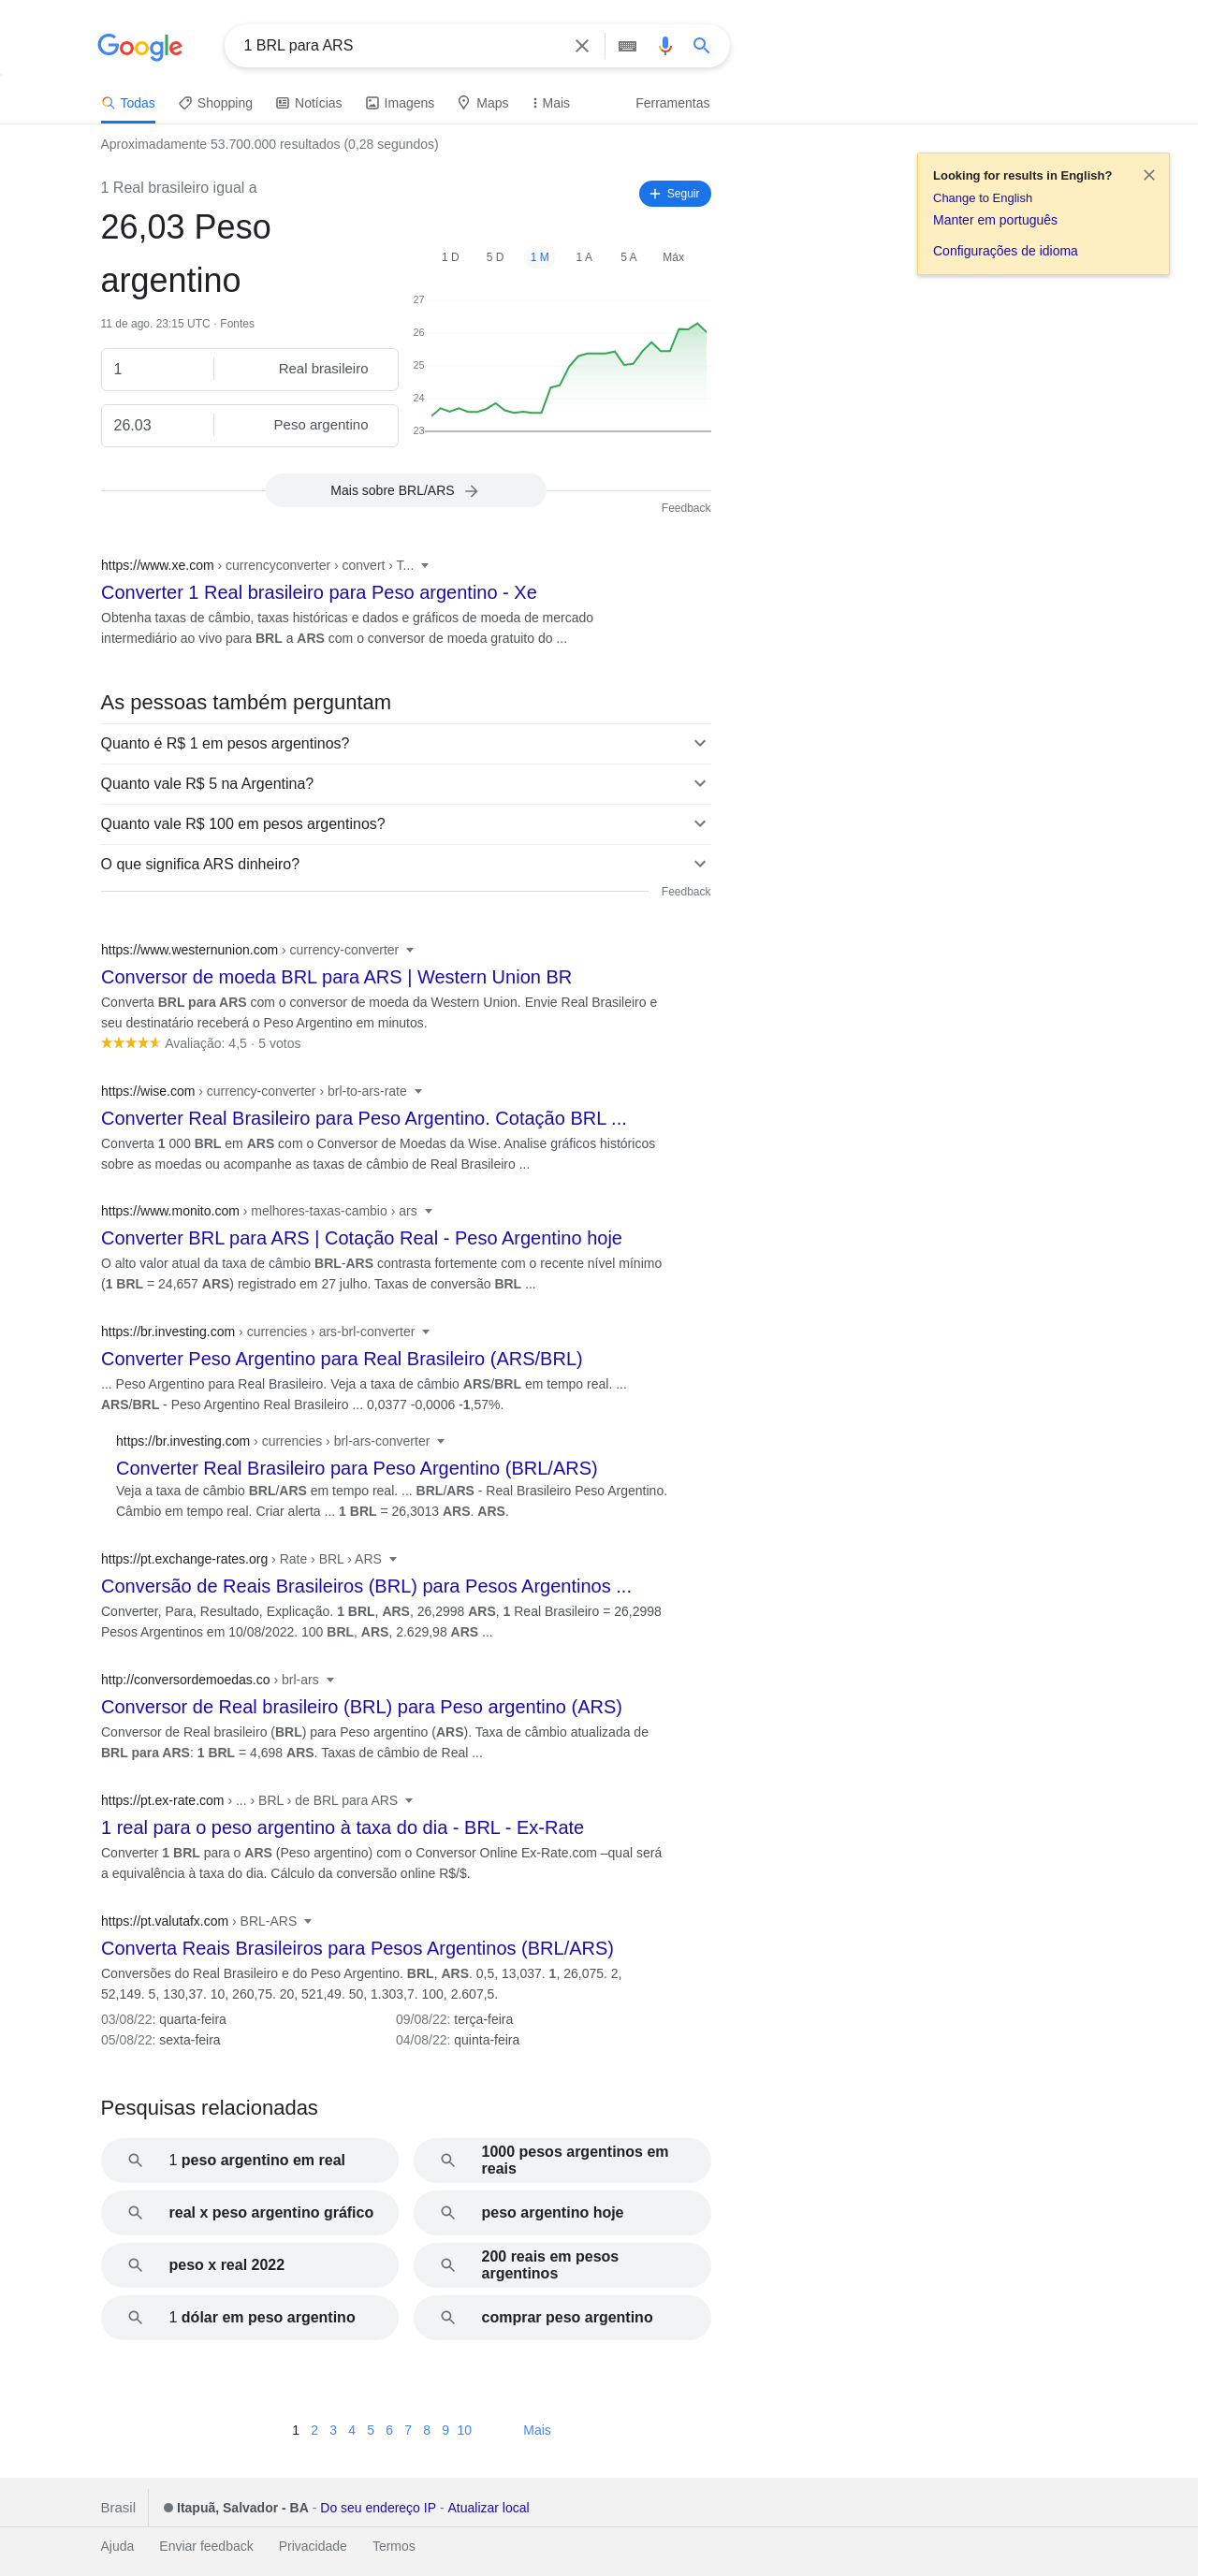 Google
1 BRL para ARS
Todas Shopping Notícias Imagens Maps Mais Ferramentas
Aproximadamente 53.700.000 resultados (0,28 segundos)
Looking for results in English?
Change to English
Manter em português
Configurações de idioma
1 Real brasileiro igual a
Seguir
26,03 Peso
argentino
11 de ago. 23:15 UTC · Fontes
1 Real brasileiro
26.03 Peso argentino
1 D 5 D 1 M 1 A 5 A Máx
27
26
25
24
23
Mais sobre BRL/ARS
Feedback
https://www.xe.com › currencyconverter › convert › T...
Converter 1 Real brasileiro para Peso argentino - Xe
Obtenha taxas de câmbio, taxas históricas e dados e gráficos de moeda de mercado
intermediário ao vivo para BRL a ARS com o conversor de moeda gratuito do ...
As pessoas também perguntam
Quanto é R$ 1 em pesos argentinos?
Quanto vale R$ 5 na Argentina?
Quanto vale R$ 100 em pesos argentinos?
O que significa ARS dinheiro?
Feedback
https://www.westernunion.com › currency-converter
Conversor de moeda BRL para ARS | Western Union BR
Converta BRL para ARS com o conversor de moeda da Western Union. Envie Real Brasileiro e
seu destinatário receberá o Peso Argentino em minutos.
Avaliação: 4,5 · 5 votos
https://wise.com › currency-converter › brl-to-ars-rate
Converter Real Brasileiro para Peso Argentino. Cotação BRL ...
Converta 1 000 BRL em ARS com o Conversor de Moedas da Wise. Analise gráficos históricos
sobre as moedas ou acompanhe as taxas de câmbio de Real Brasileiro ...
https://www.monito.com › melhores-taxas-cambio › ars
Converter BRL para ARS | Cotação Real - Peso Argentino hoje
O alto valor atual da taxa de câmbio BRL-ARS contrasta fortemente com o recente nível mínimo
(1 BRL = 24,657 ARS) registrado em 27 julho. Taxas de conversão BRL ...
https://br.investing.com › currencies › ars-brl-converter
Converter Peso Argentino para Real Brasileiro (ARS/BRL)
... Peso Argentino para Real Brasileiro. Veja a taxa de câmbio ARS/BRL em tempo real. ...
ARS/BRL - Peso Argentino Real Brasileiro ... 0,0377 -0,0006 -1,57%.
https://br.investing.com › currencies › brl-ars-converter
Converter Real Brasileiro para Peso Argentino (BRL/ARS)
Veja a taxa de câmbio BRL/ARS em tempo real. ... BRL/ARS - Real Brasileiro Peso Argentino.
Câmbio em tempo real. Criar alerta ... 1 BRL = 26,3013 ARS. ARS.
https://pt.exchange-rates.org › Rate › BRL › ARS
Conversão de Reais Brasileiros (BRL) para Pesos Argentinos ...
Converter, Para, Resultado, Explicação. 1 BRL, ARS, 26,2998 ARS, 1 Real Brasileiro = 26,2998
Pesos Argentinos em 10/08/2022. 100 BRL, ARS, 2.629,98 ARS ...
http://conversordemoedas.co › brl-ars
Conversor de Real brasileiro (BRL) para Peso argentino (ARS)
Conversor de Real brasileiro (BRL) para Peso argentino (ARS). Taxa de câmbio atualizada de
BRL para ARS: 1 BRL = 4,698 ARS. Taxas de câmbio de Real ...
https://pt.ex-rate.com › ... › BRL › de BRL para ARS
1 real para o peso argentino à taxa do dia - BRL - Ex-Rate
Converter 1 BRL para o ARS (Peso argentino) com o Conversor Online Ex-Rate.com –qual será
a equivalência à taxa do dia. Cálculo da conversão online R$/$.
https://pt.valutafx.com › BRL-ARS
Converta Reais Brasileiros para Pesos Argentinos (BRL/ARS)
Conversões do Real Brasileiro e do Peso Argentino. BRL, ARS. 0,5, 13,037. 1, 26,075. 2,
52,149. 5, 130,37. 10, 260,75. 20, 521,49. 50, 1.303,7. 100, 2.607,5.
03/08/22: quarta-feira 09/08/22: terça-feira
05/08/22: sexta-feira 04/08/22: quinta-feira
Pesquisas relacionadas
1 peso argentino em real
1000 pesos argentinos em
reais
real x peso argentino gráfico
peso argentino hoje
peso x real 2022
200 reais em pesos
argentinos
1 dólar em peso argentino
comprar peso argentino
1 2 3 4 5 6 7 8 9 10 Mais
Brasil Itapuã, Salvador - BA - Do seu endereço IP - Atualizar local
Ajuda Enviar feedback Privacidade Termos